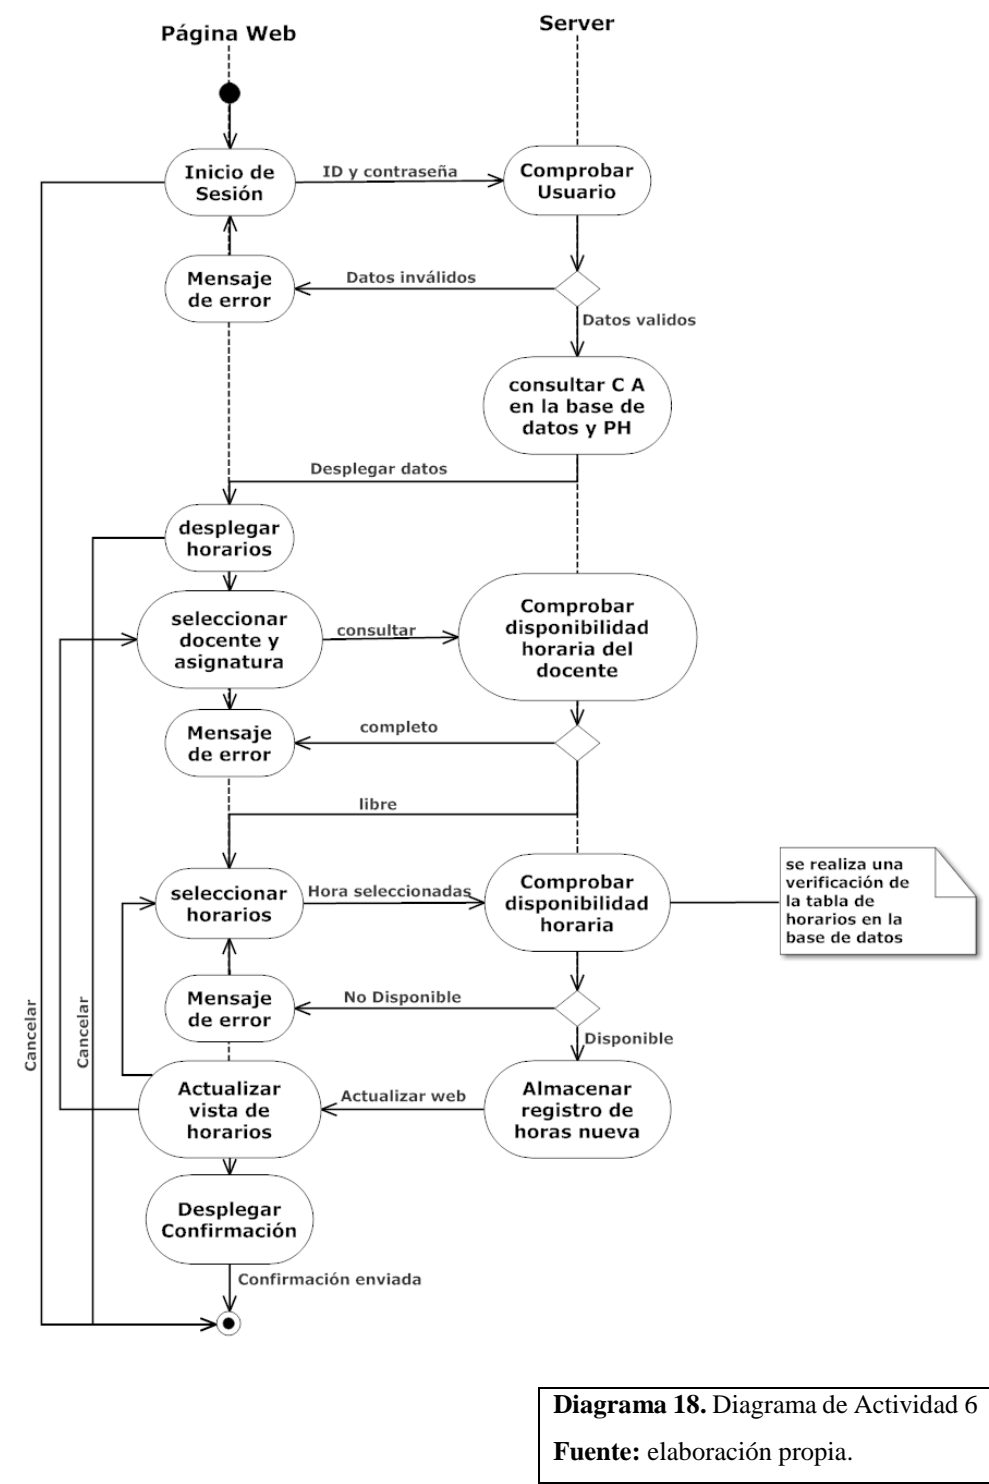 Página Web
Server
Inicio de
Sesión
ID y contraseña
Comprobar
Usuario
Mensaje
de error
Datos inválidos
Datos validos
consultar C A
en la base de
datos y PH
Desplegar datos
desplegar
horarios
seleccionar
docente y
asignatura
consultar
Comprobar
disponibilidad
horaria del
docente
Mensaje
de error
completo
libre
seleccionar
horarios
Hora seleccionadas
Comprobar
disponibilidad
horaria
se realiza una
verificación de
la tabla de
horarios en la
base de datos
Mensaje
de error
No Disponible
Disponible
Cancelar
Cancelar
Actualizar
vista de
horarios
Actualizar web
Almacenar
registro de
horas nueva
Desplegar
Confirmación
Confirmación enviada
Diagrama 18. Diagrama de Actividad 6
Fuente: elaboración propia.